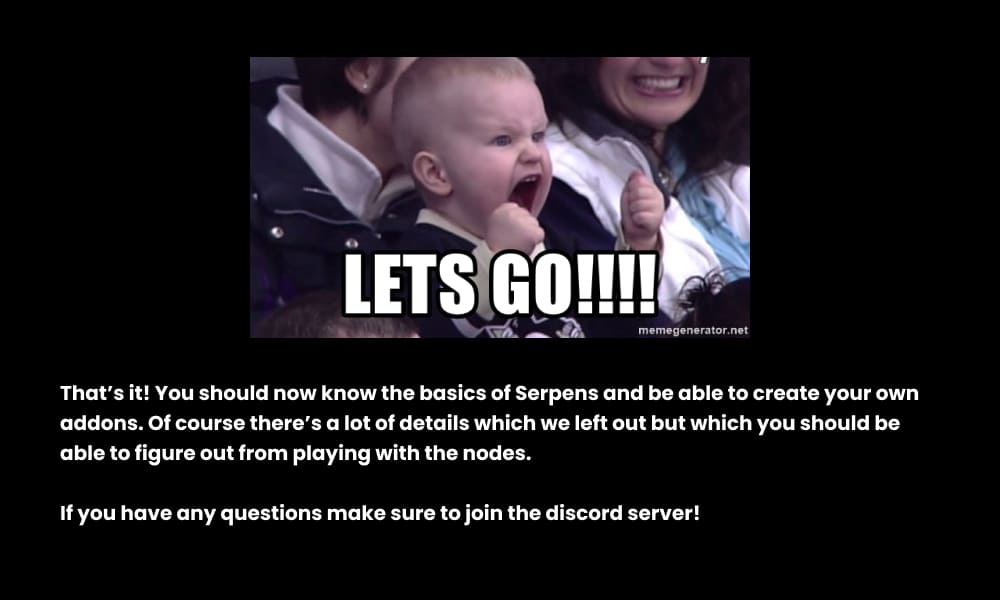 LETS GO!!!!
memegenerator.net
That’s it! You should now know the basics of Serpens and be able to create your own
addons. Of course there’s a lot of details which we left out but which you should be
able to figure out from playing with the nodes.
If you have any questions make sure to join the discord server!